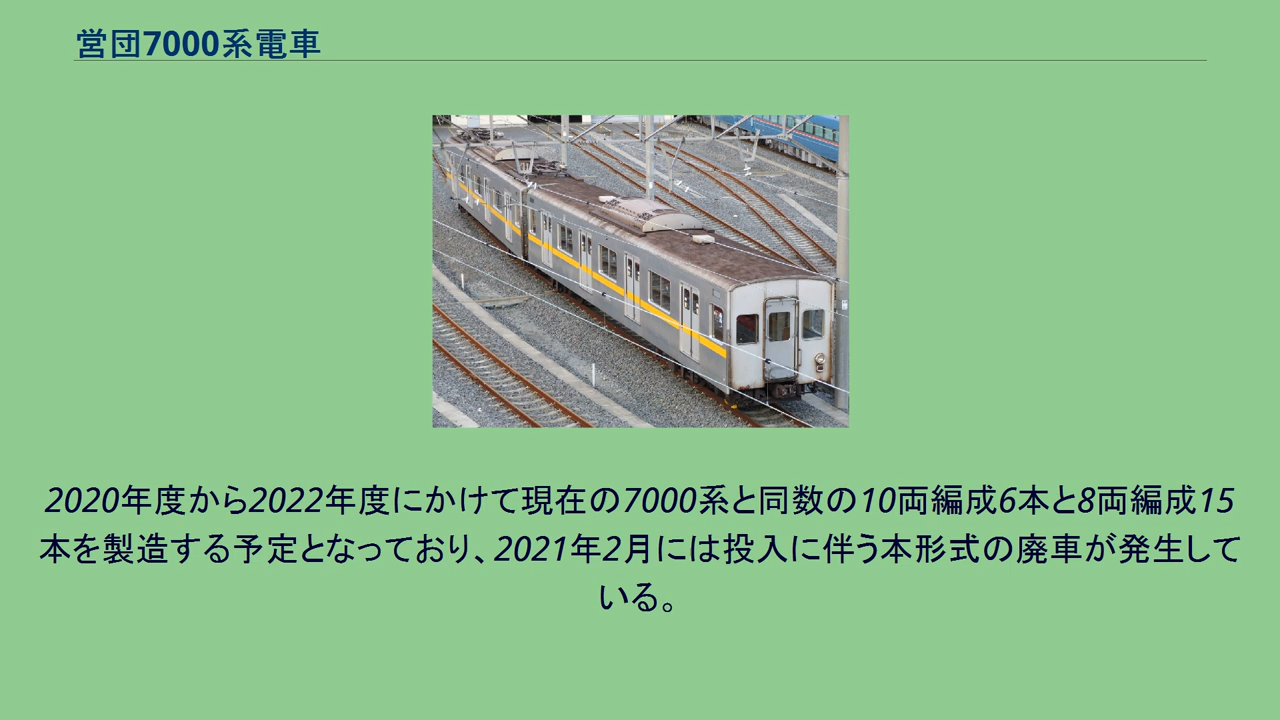 営団7000系電車
2020年度から2022年度にかけて現在の7000系と同数の10両編成6本と8両編成15
本を製造する予定となっており、2021年2月には投入に伴う本形式の廃車が発生して
いる。